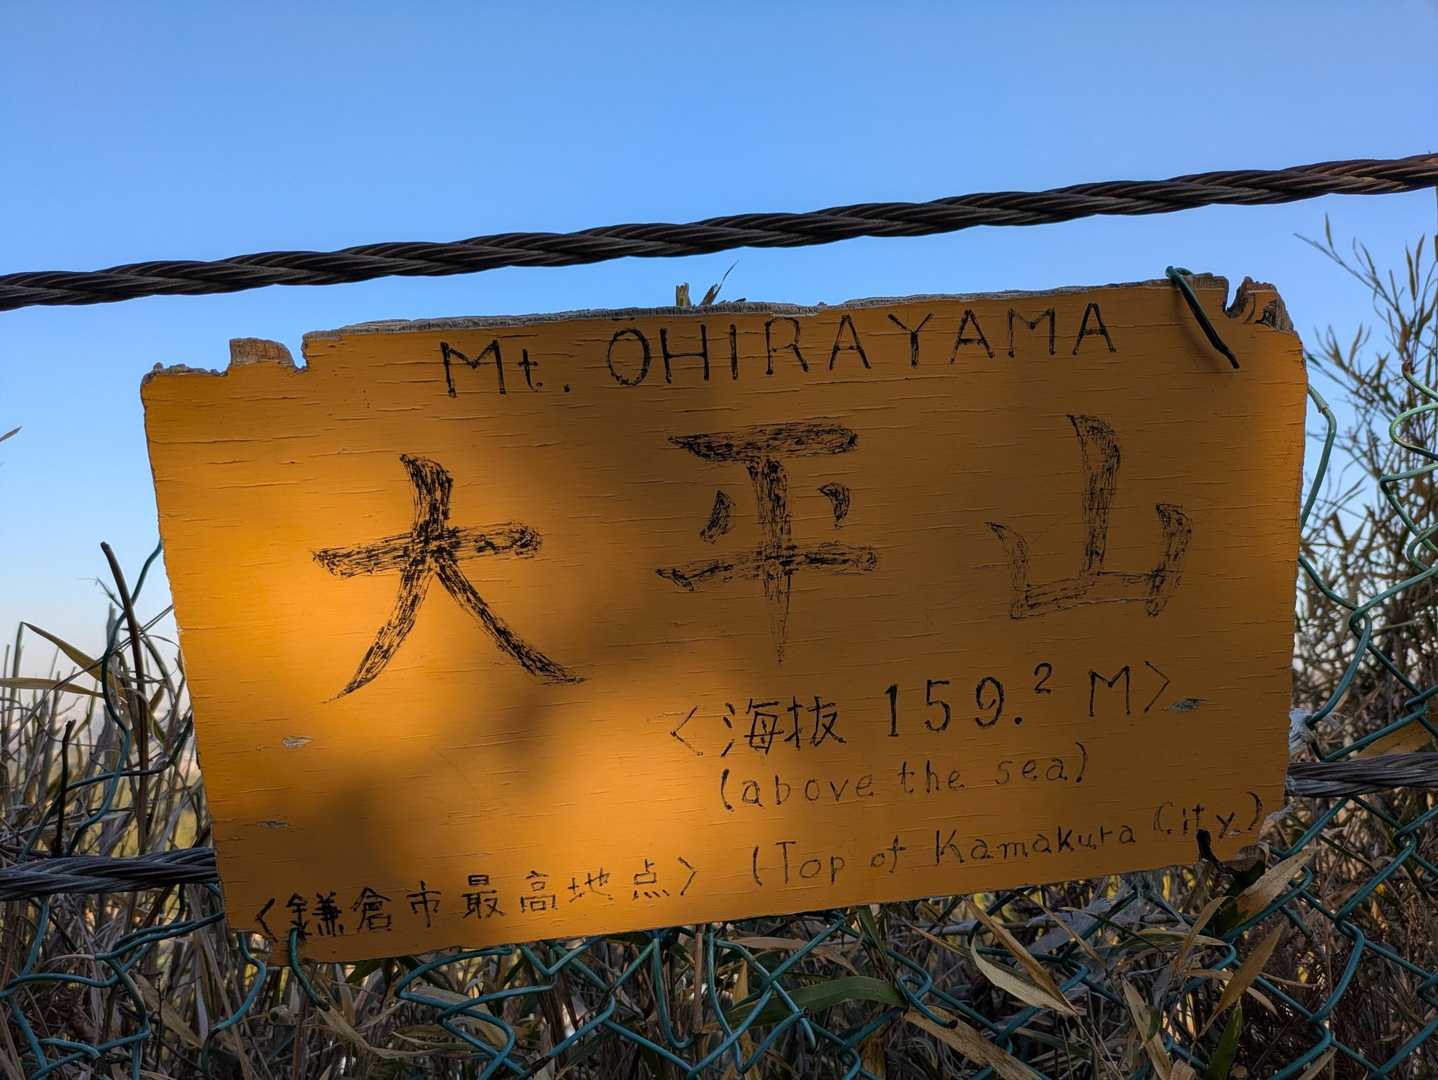 Mt. ŌHIRAYAMA
大平山
<海抜 159.² M>
(above the sea)
<鎌倉市最高地点> (Top of Kamakura City)